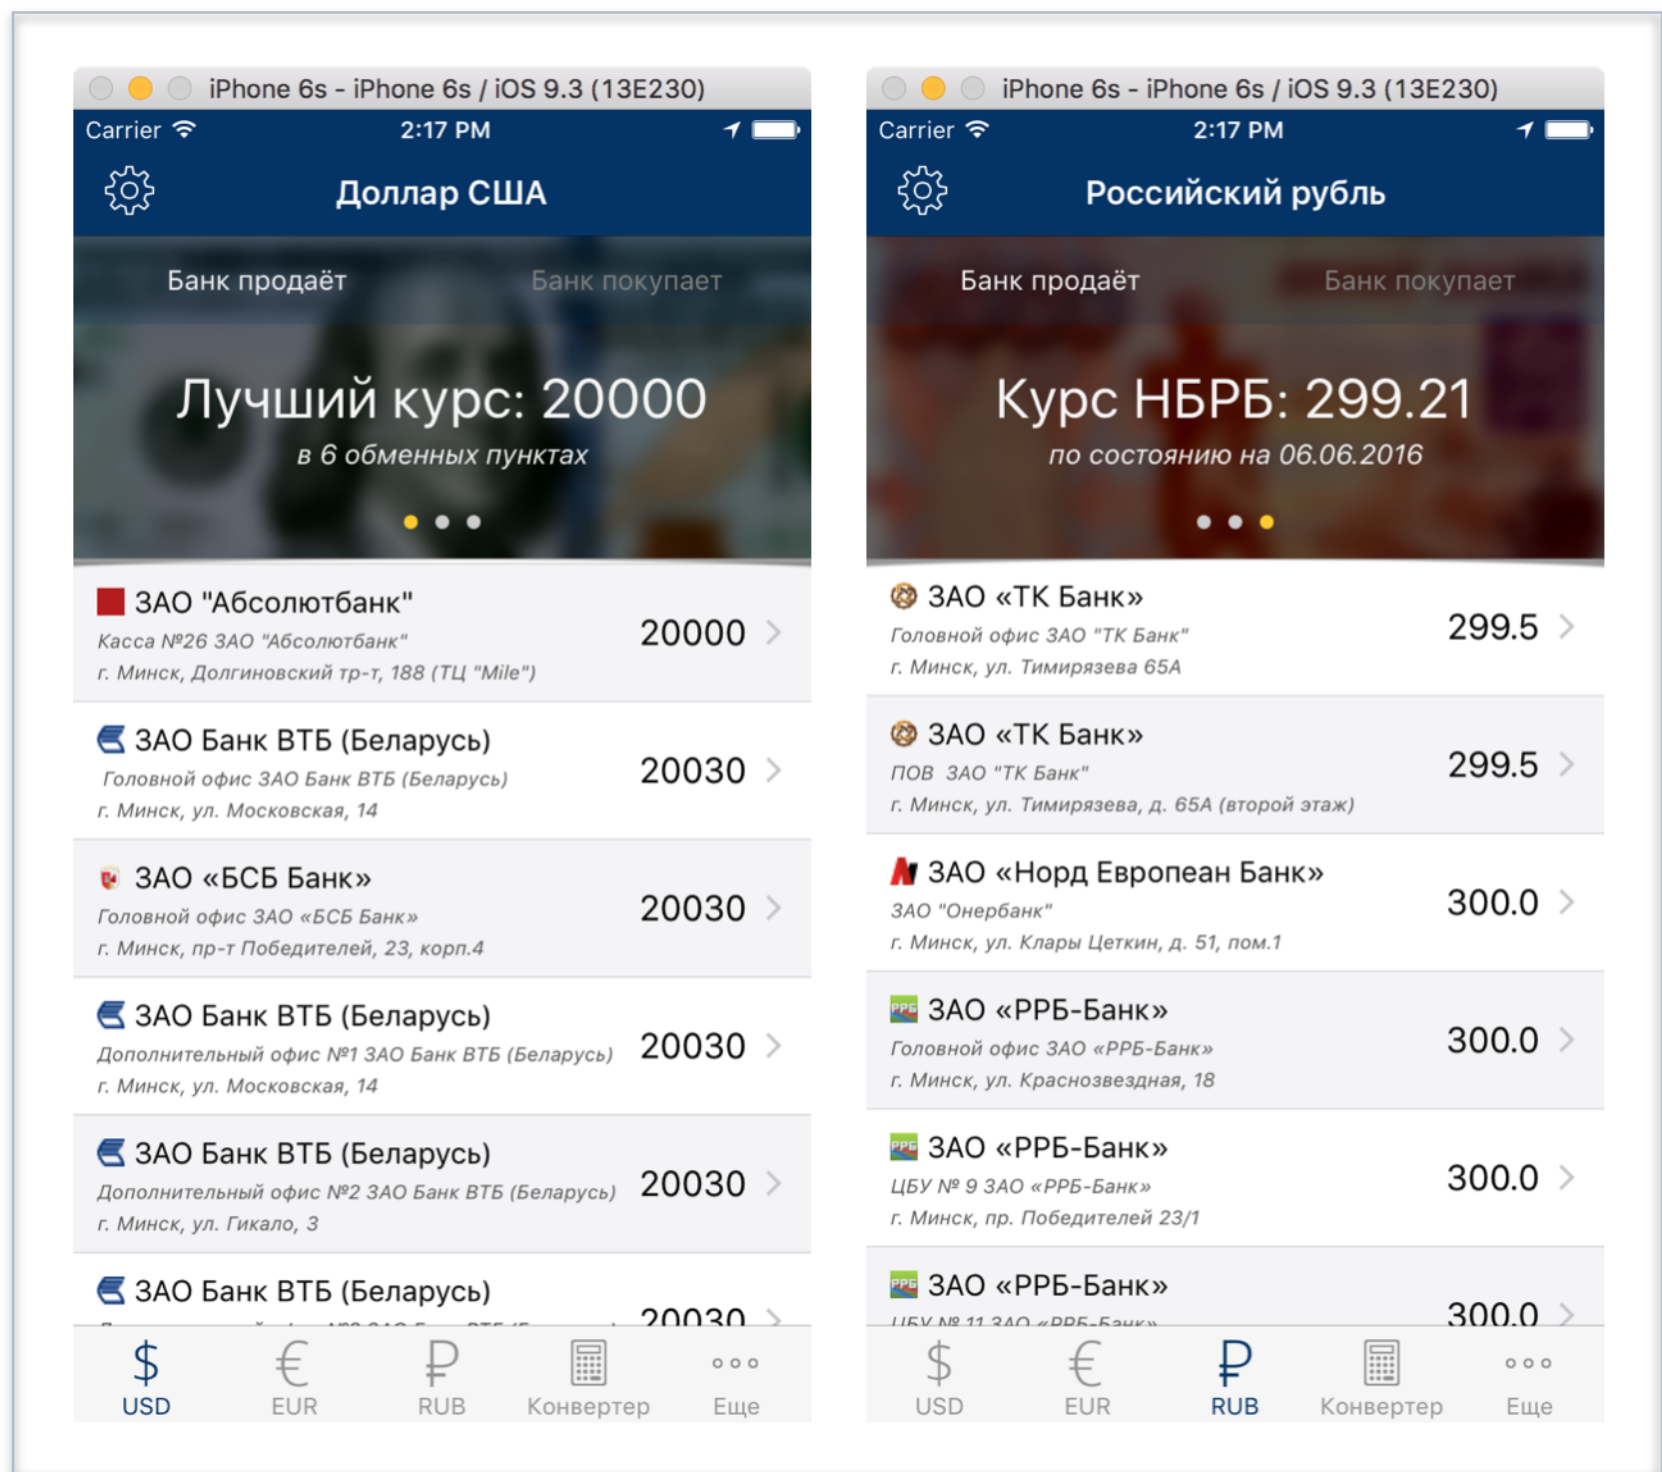 iPhone 6s - iPhone 6s / iOS 9.3 (13E230)
Carrier 2:17 PM
Доллар США
Банк продаёт Банк покупает
Лучший курс: 20000
в 6 обменных пунктах
ЗАО "Абсолютбанк"
Касса №26 ЗАО "Абсолютбанк"
20000
г. Минск, Долгиновский тр-т, 188 (ТЦ "Mile")
ЗАО Банк ВТБ (Беларусь)
Головной офис ЗАО Банк ВТБ (Беларусь)
20030
г. Минск, ул. Московская, 14
ЗАО «БСБ Банк»
Головной офис ЗАО «БСБ Банк»
20030
г. Минск, пр-т Победителей, 23, корп.4
ЗАО Банк ВТБ (Беларусь)
Дополнительный офис №1 ЗАО Банк ВТБ (Беларусь)
20030
г. Минск, ул. Московская, 14
ЗАО Банк ВТБ (Беларусь)
Дополнительный офис №2 ЗАО Банк ВТБ (Беларусь)
20030
г. Минск, ул. Гикало, 3
ЗАО Банк ВТБ (Беларусь)
20030
USD EUR RUB Конвертер Еще
iPhone 6s - iPhone 6s / iOS 9.3 (13E230)
Carrier 2:17 PM
Российский рубль
Банк продаёт Банк покупает
Курс НБРБ: 299.21
по состоянию на 06.06.2016
ЗАО «ТК Банк»
Головной офис ЗАО "ТК Банк"
299.5
г. Минск, ул. Тимирязева 65А
ЗАО «ТК Банк»
ПОВ ЗАО "ТК Банк"
299.5
г. Минск, ул. Тимирязева, д. 65А (второй этаж)
ЗАО «Норд Европеан Банк»
ЗАО "Онербанк"
300.0
г. Минск, ул. Клары Цеткин, д. 51, пом.1
РРБ ЗАО «РРБ-Банк»
Головной офис ЗАО «РРБ-Банк»
300.0
г. Минск, ул. Краснозвездная, 18
РРБ ЗАО «РРБ-Банк»
ЦБУ № 9 ЗАО «РРБ-Банк»
300.0
г. Минск, пр. Победителей 23/1
РРБ ЗАО «РРБ-Банк»
ЦБУ № 11 ЗАО «РРБ-Банк»
300.0
USD EUR RUB Конвертер Еще